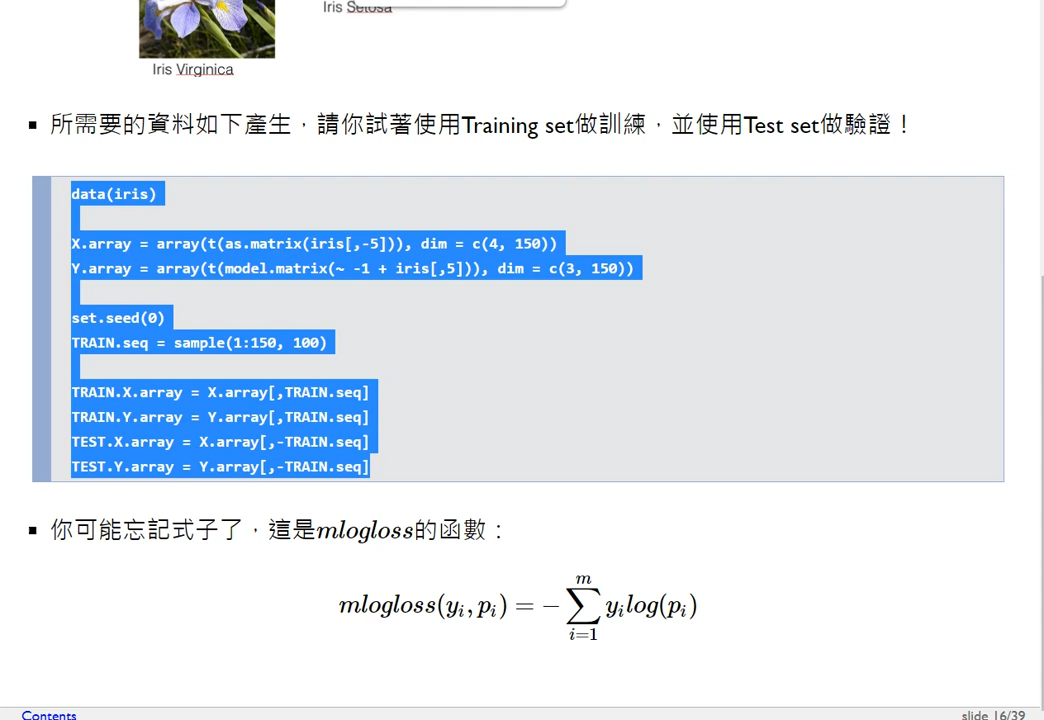 Iris Setosa
Iris Virginica
▪ 所需要的資料如下產生，請你試著使用Training set做訓練，並使用Test set做驗證！
data(iris)
X.array = array(t(as.matrix(iris[,-5])), dim = c(4, 150))
Y.array = array(t(model.matrix(~ -1 + iris[,5])), dim = c(3, 150))
set.seed(0)
TRAIN.seq = sample(1:150, 100)
TRAIN.X.array = X.array[,TRAIN.seq]
TRAIN.Y.array = Y.array[,TRAIN.seq]
TEST.X.array = X.array[,-TRAIN.seq]
TEST.Y.array = Y.array[,-TRAIN.seq]
▪ 你可能忘記式子了，這是mlogloss的函數：
mlogloss(y_i, p_i) = −∑_{i=1}^{m} y_i log(p_i)
Contents
slide 16/39